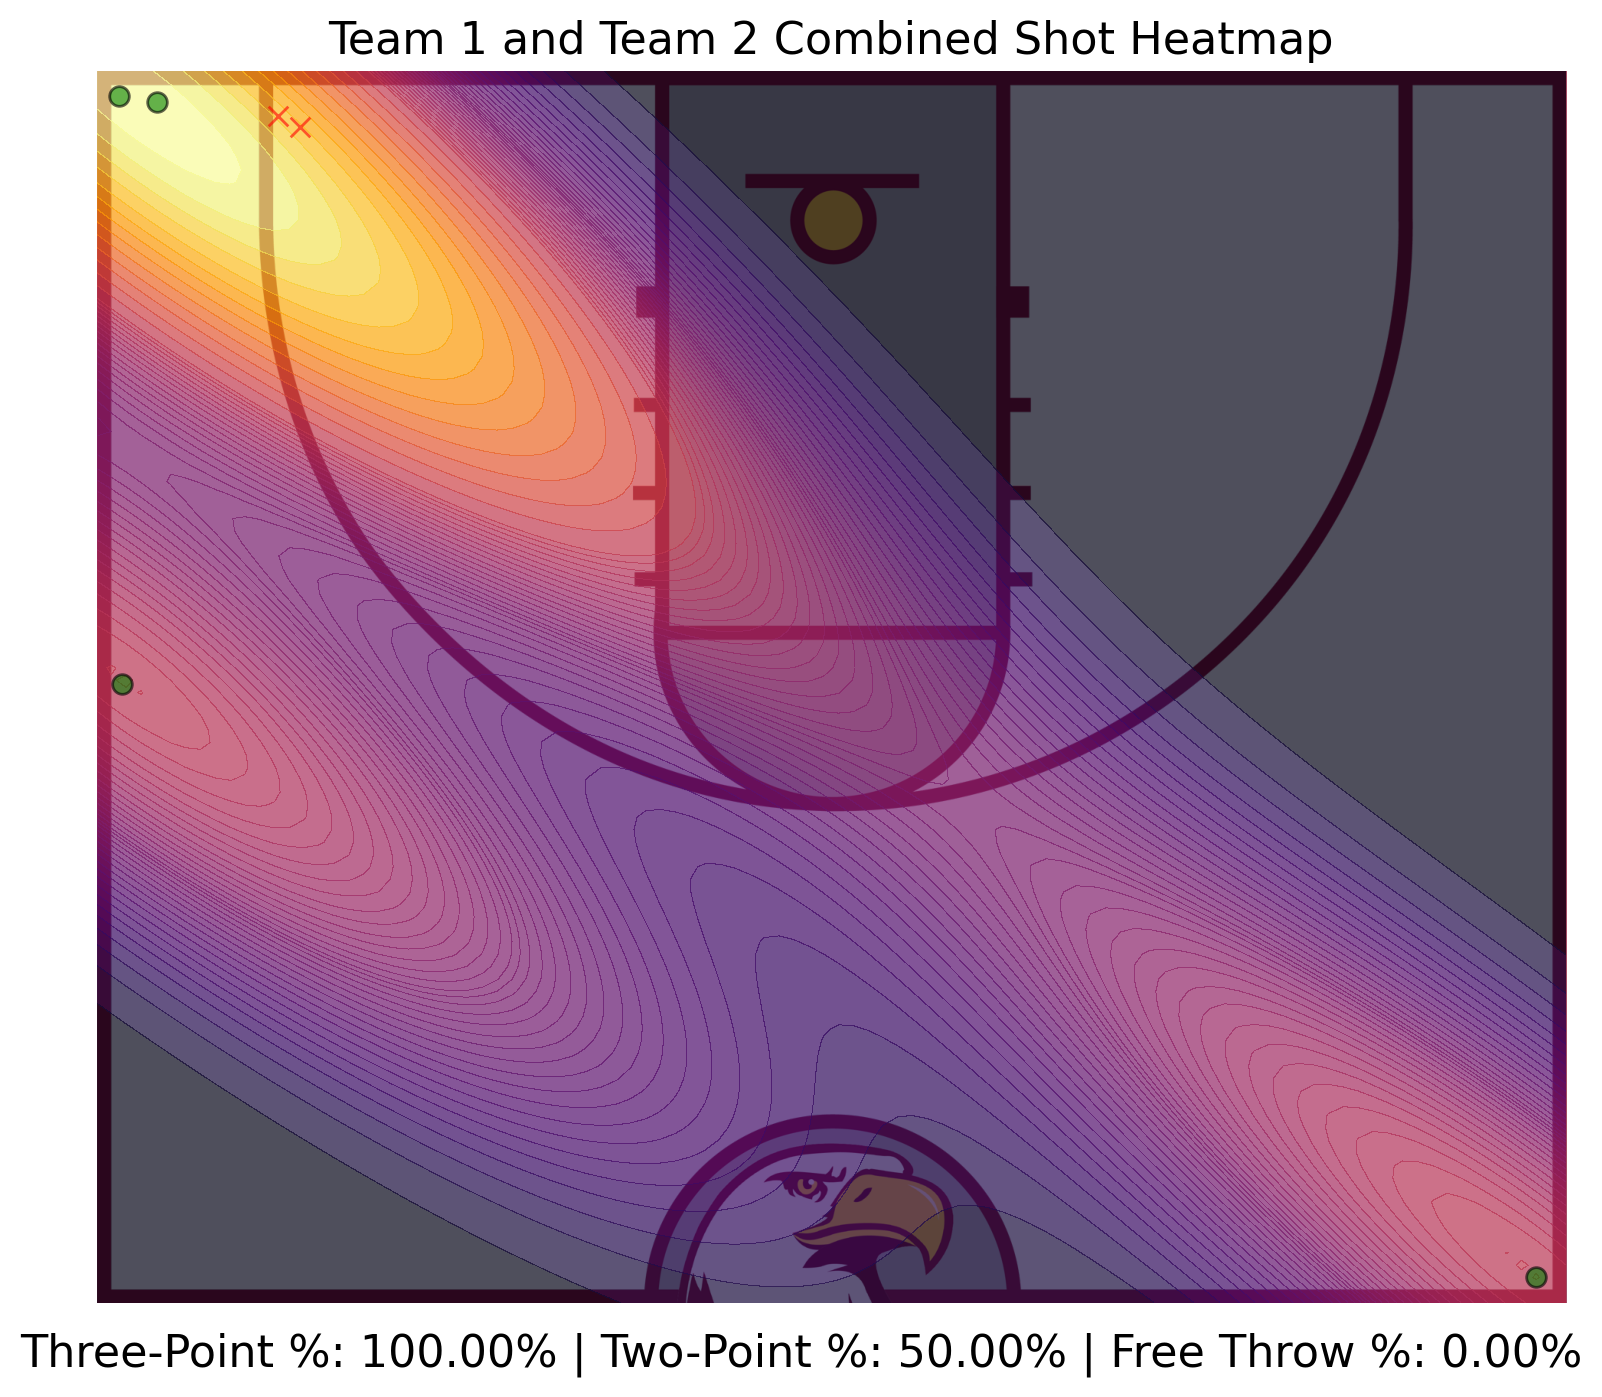 Team 1 and Team 2 Combined Shot Heatmap
Three-Point %: 100.00% | Two-Point %: 50.00% | Free Throw %: 0.00%